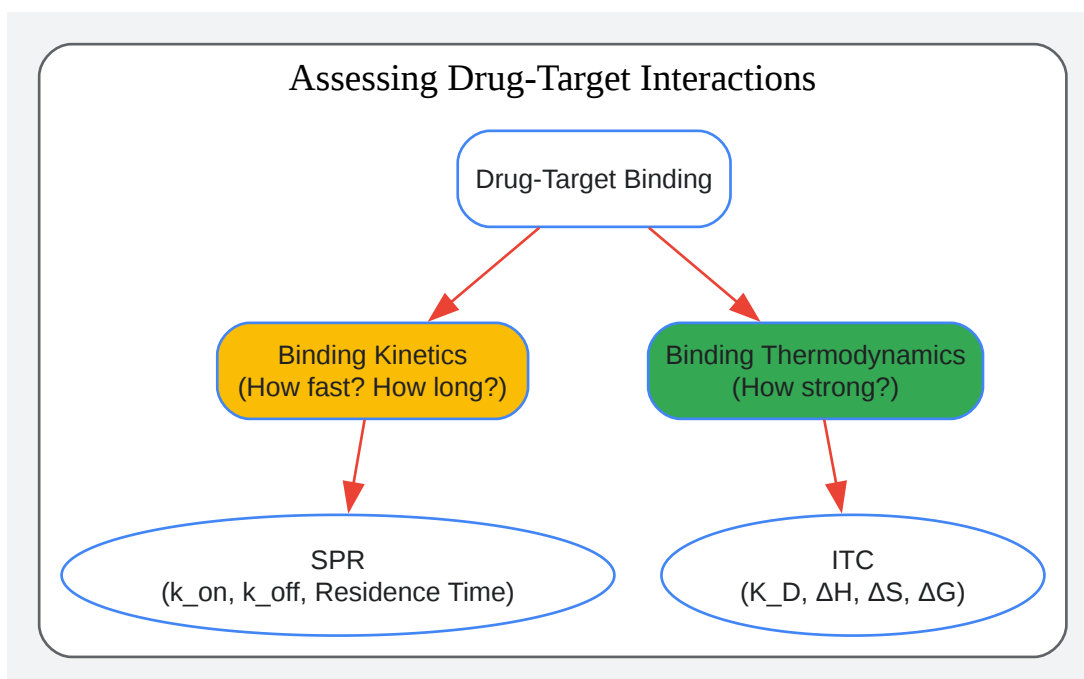 Assessing Drug-Target Interactions
Drug-Target Binding
Binding Kinetics
(How fast? How long?)
Binding Thermodynamics
(How strong?)
SPR
(k_on, k_off, Residence Time)
ITC
(K_D, ΔH, ΔS, ΔG)